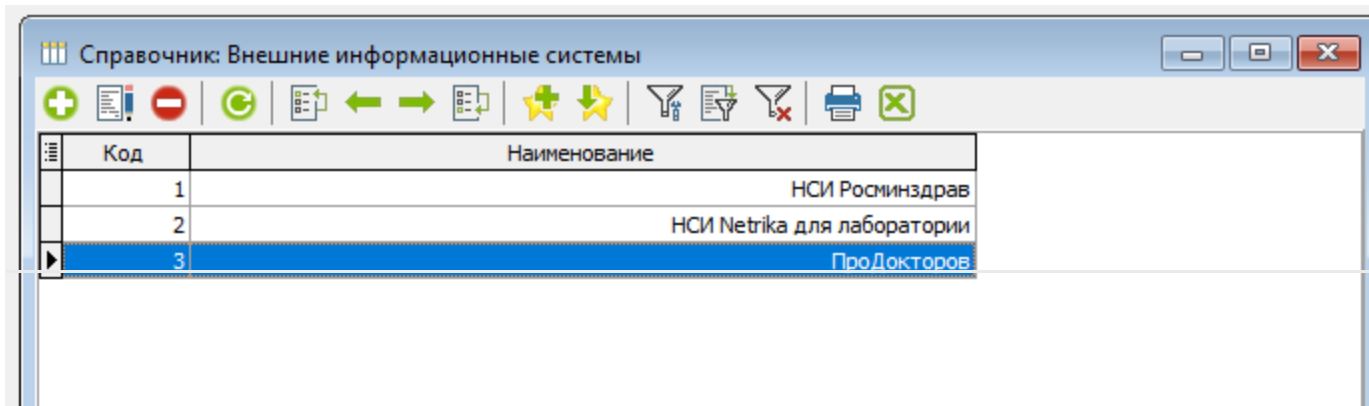 Справочник: Внешние информационные системы
Код Наименование
1 НСИ Росминздрав
2 НСИ Netrika для лаборатории
3 ПроДокторов